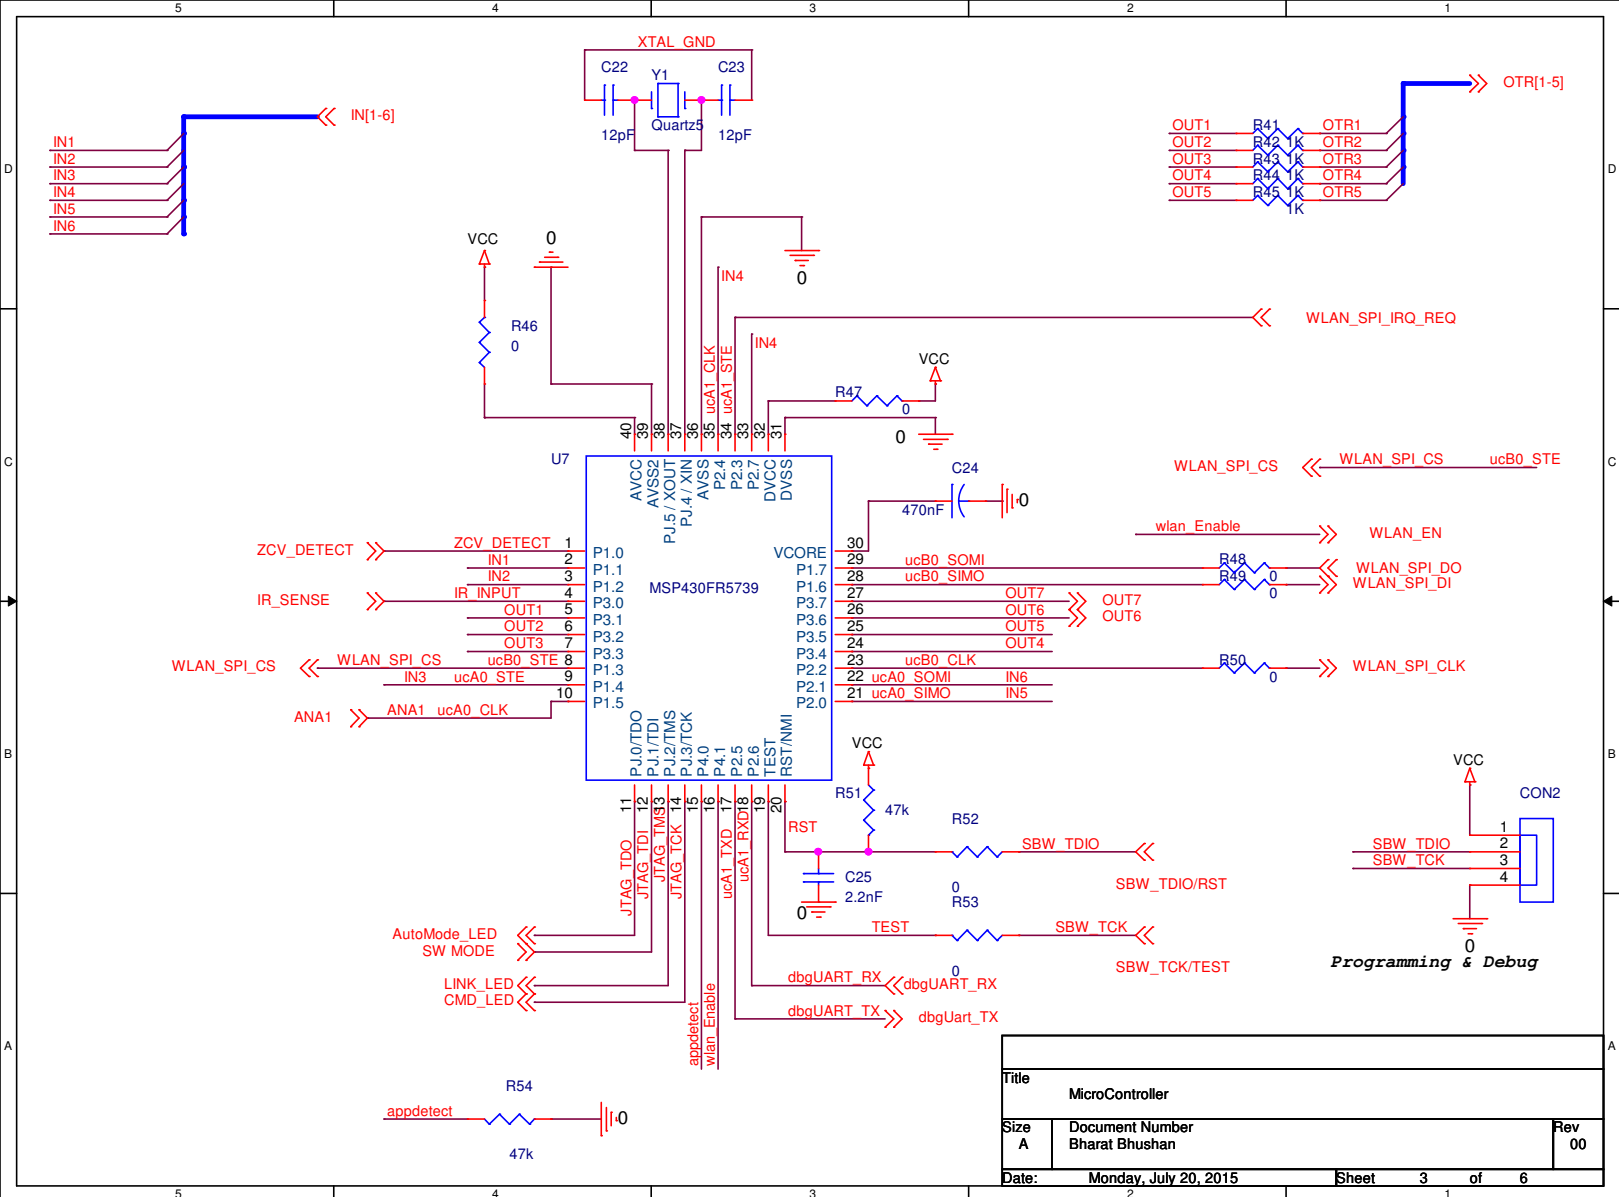 5 4 3 2 1
D
C
B
A
XTAL_GND
C22
Y1
C23
12pF
Quartz5
12pF
IN[1-6]
IN1
IN2
IN3
IN4
IN5
IN6
OTR[1-5]
OUT1 R41 OTR1
OUT2 R42 1K OTR2
OUT3 R43 1K OTR3
OUT4 R44 1K OTR4
OUT5 R45 1K OTR5
1K
VCC
0
0
R46
0
IN4
IN4
WLAN_SPI_IRQ_REQ
ucA1_CLK
ucA1_STE
VCC
R47
0
0
40 39 38 37 36 35 34 33 32 31
U7
AVCC
AVSS2
PJ.5 / XOUT
PJ.4 / XIN
AVSS
P2.4
P2.3
P2.7
DVCC
DVSS
C24
470nF
0
WLAN_SPI_CS WLAN_SPI_CS ucB0_STE
wlan_Enable WLAN_EN
MSP430FR5739
ZCV_DETECT ZCV_DETECT 1 P1.0
IN1 2 P1.1
IN2 3 P1.2
IR_SENSE IR_INPUT 4 P3.0
OUT1 5 P3.1
OUT2 6 P3.2
OUT3 7 P3.3
WLAN_SPI_CS WLAN_SPI_CS ucB0_STE 8 P1.3
IN3 ucA0_STE 9 P1.4
ANA1 ANA1 ucA0_CLK 10 P1.5
VCORE 30
P1.7 29 ucB0_SOMI R48 0 WLAN_SPI_DO
P1.6 28 ucB0_SIMO R49 0 WLAN_SPI_DI
P3.7 27 OUT7 OUT7
P3.6 26 OUT6 OUT6
P3.5 25 OUT5
P3.4 24 OUT4
P2.2 23 ucB0_CLK R50 0 WLAN_SPI_CLK
P2.1 22 ucA0_SOMI IN6
P2.0 21 ucA0_SIMO IN5
PJ.0/TDO
PJ.1/TDI
PJ.2/TMS
PJ.3/TCK
P4.0
P4.1
P2.5
P2.6
TEST
RST/NMI
11 12 13 14 15 16 17 18 19 20
JTAG_TDO
JTAG_TDI
JTAG_TMS
JTAG_TCK
ucA1_TXD
ucA1_RXD
RST
VCC
R51
47k
R52
0
SBW_TDIO
SBW_TDIO/RST
C25
2.2nF
0
R53
0
TEST
SBW_TCK
SBW_TCK/TEST
AutoMode_LED
SW MODE
LINK_LED
CMD_LED
appdetect
wlan_Enable
dbgUART_RX dbgUART_RX
dbgUART_TX dbgUart_TX
VCC
CON2
1
SBW_TDIO 2
SBW_TCK 3
4
0
Programming & Debug
R54
appdetect
0
47k
Title
MicroController
Size
A
Document Number
Bharat Bhushan
Rev
00
Date: Monday, July 20, 2015 Sheet 3 of 6
D
C
B
A
5 4 3 2 1